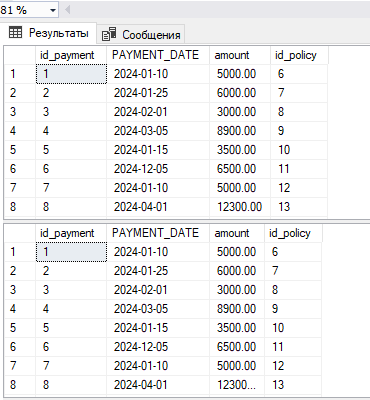 81 %
Результаты Сообщения
id_payment PAYMENT_DATE amount id_policy
1 1 2024-01-10 5000.00 6
2 2 2024-01-25 6000.00 7
3 3 2024-02-01 3000.00 8
4 4 2024-03-05 8900.00 9
5 5 2024-01-15 3500.00 10
6 6 2024-12-05 6500.00 11
7 7 2024-01-10 5000.00 12
8 8 2024-04-01 12300.00 13
id_payment PAYMENT_DATE amount id_policy
1 1 2024-01-10 5000.00 6
2 2 2024-01-25 6000.00 7
3 3 2024-02-01 3000.00 8
4 4 2024-03-05 8900.00 9
5 5 2024-01-15 3500.00 10
6 6 2024-12-05 6500.00 11
7 7 2024-01-10 5000.00 12
8 8 2024-04-01 12300... 13